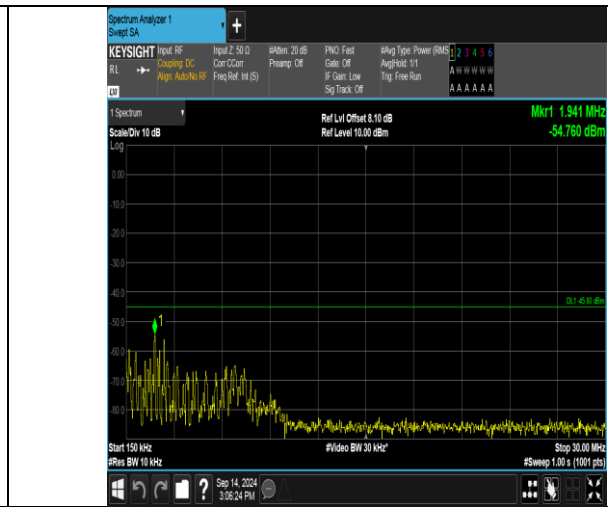 Spectrum Analyzer 1
Swept SA
+
KEYSIGHT Input: RF Input Z: 50 Ω #Atten: 20 dB PNO: Fast #Avg Type: Power (RMS 1 2 3 4 5 6
RL Coupling: DC Corr CCorr Preamp: Off Gate: Off Avg|Hold: 1/1 A W W W W W
Align: Auto/No RF Freq Ref: Int (S) IF Gain: Low Trig: Free Run
Sig Track: Off A A A A A A
LXI
1 Spectrum Ref Lvl Offset 8.10 dB Mkr1 1.941 MHz
Scale/Div 10 dB Ref Level 10.00 dBm -54.760 dBm
Log
0.00
-10.0
-20.0
-30.0
-40.0
DL1 -45.00 dBm
-50.0
1
-60.0
-70.0
-80.0
Start 150 kHz #Video BW 30 kHz* Stop 30.00 MHz
#Res BW 10 kHz #Sweep 1.00 s (1001 pts)
? Sep 14, 2024
3:06:24 PM